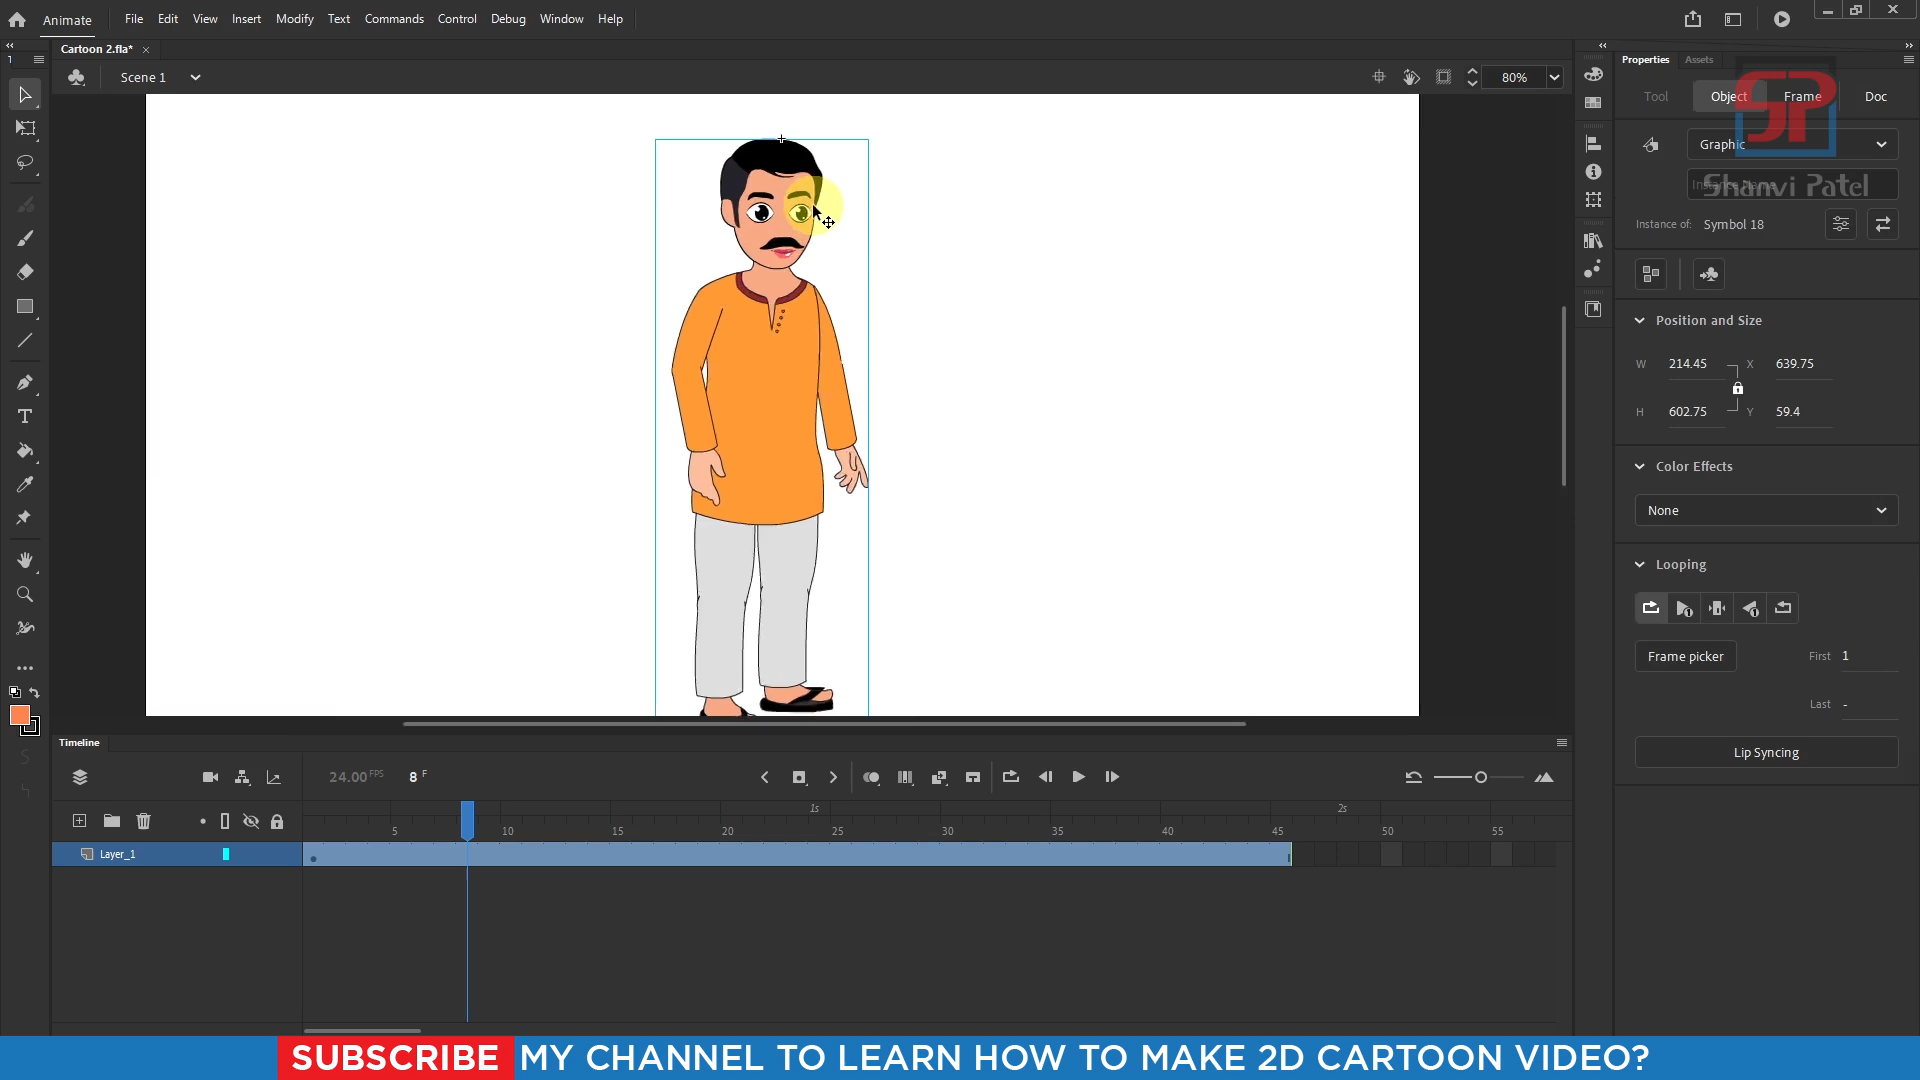 Animate File Edit View Insert Modify Text Commands Control Debug Window Help
Cartoon 2.fla*
Scene 1
80%
Properties Assets
Tool Object Frame Doc
SP
Graphic
Shanvi Patel
Instance of: Symbol 18
Position and Size
W 214.45 X 639.75
H 602.75 Y 59.4
Color Effects
None
Looping
Frame picker First 1
Last -
Lip Syncing
Timeline
24.00 FPS 8 F
1s 2s
5 10 15 20 25 30 35 40 45 50 55
Layer_1
SUBSCRIBE MY CHANNEL TO LEARN HOW TO MAKE 2D CARTOON VIDEO?